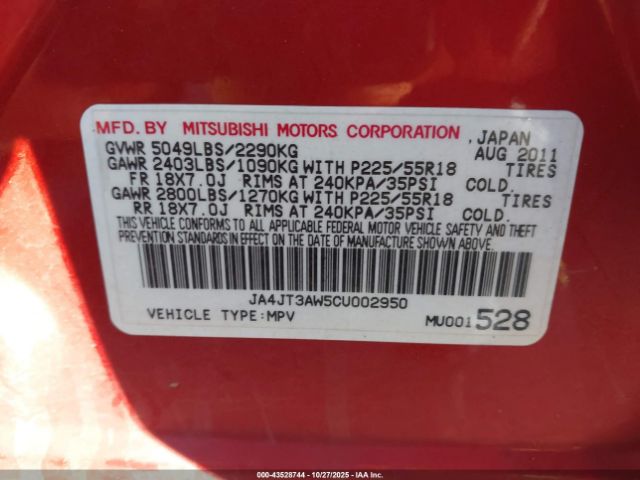 MFD. BY MITSUBISHI MOTORS CORPORATION, JAPAN
GVWR 5049LBS/2290KG AUG 2011
GAWR 2403LBS/1090KG WITH P225/55R18 TIRES
FR 18X7.0J RIMS AT 240KPA/35PSI COLD.
GAWR 2800LBS/1270KG WITH P225/55R18 TIRES
RR 18X7.0J RIMS AT 240KPA/35PSI COLD.
THIS VEHICLE CONFORMS TO ALL APPLICABLE FEDERAL MOTOR VEHICLE SAFETY AND THEFT
PREVENTION STANDARDS IN EFFECT ON THE DATE OF MANUFACTURE SHOWN ABOVE.
JA4JT3AW5CU002950
VEHICLE TYPE:MPV MU001528
000-43528744 - 10/27/2025 - COPYRIGHT IAA, LLC.